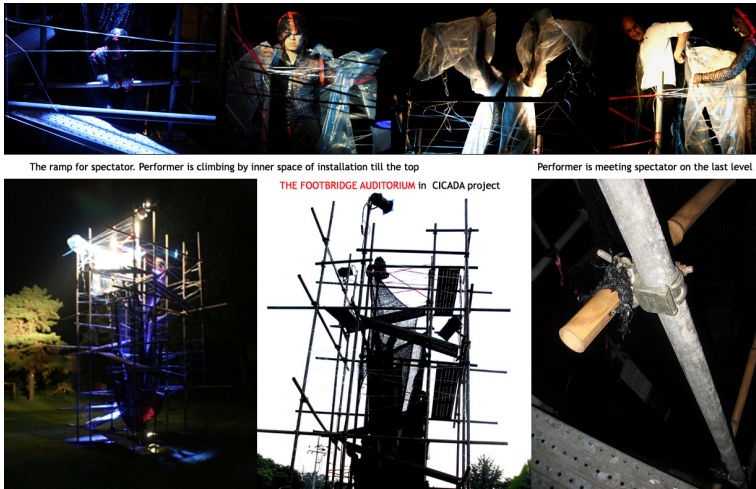 The ramp for spectator. Performer is climbing by inner space of installation till the top
Performer is meeting spectator on the last level
THE FOOTBRIDGE AUDITORIUM in CICADA project